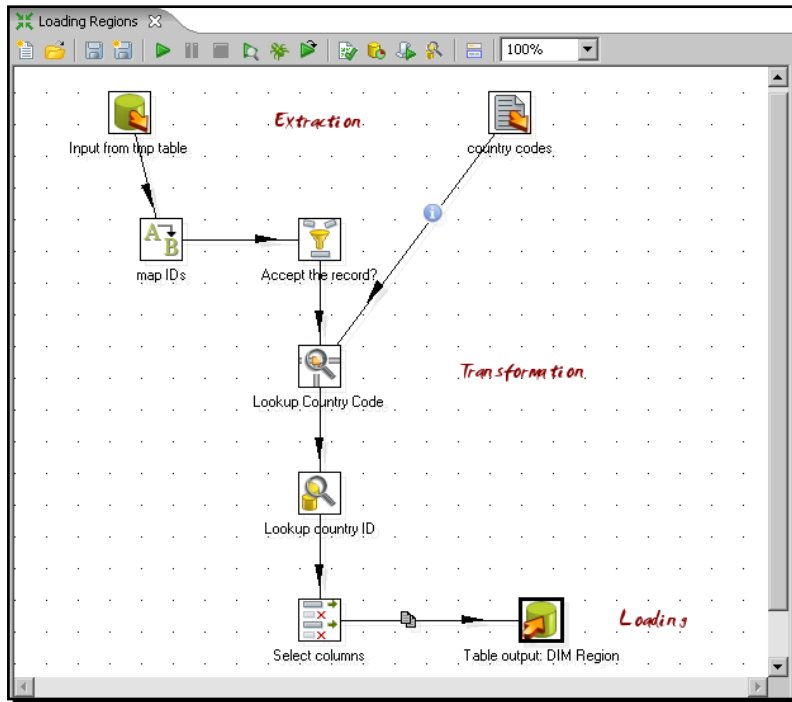 Loading Regions
100%
Extraction
Input from tmp table
country codes
i
A
B
map IDs
Accept the record?
Lookup Country Code
Transformation
Lookup country ID
Select columns
Table output: DIM Region
Loading